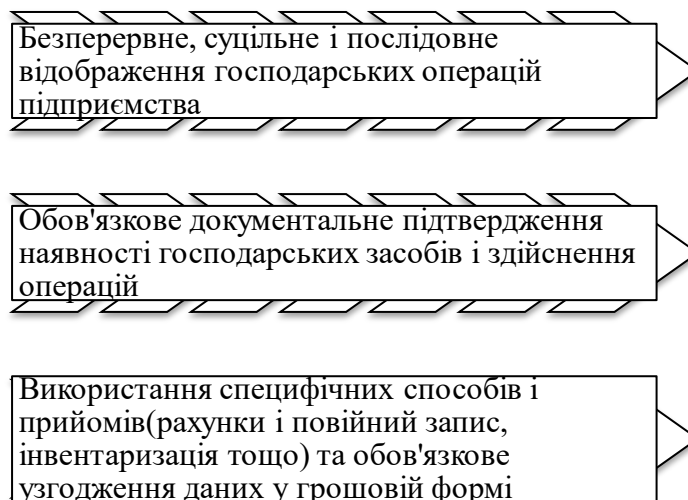 Безперервне, суцільне і послідовне
відображення господарських операцій
підприємства
Обов'язкове документальне підтвердження
наявності господарських засобів і здійснення
операцій
Використання специфічних способів і
прийомів(рахунки і повійний запис,
інвентаризація тощо) та обов'язкове
узгодження даних у грошовій формі